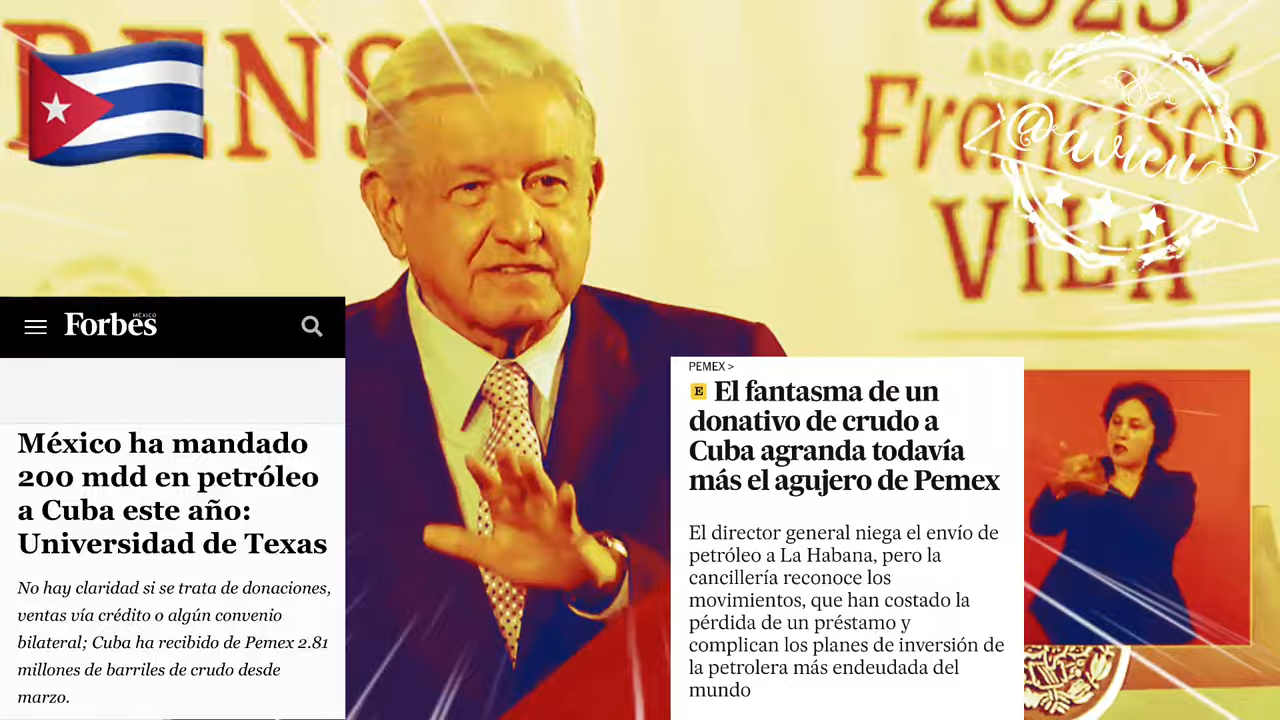 2023
AÑO DE
Francisco
VILLA
@avicu
MÉXICO
Forbes
México ha mandado
200 mdd en petróleo
a Cuba este año:
Universidad de Texas
No hay claridad si se trata de donaciones,
ventas vía crédito o algún convenio
bilateral; Cuba ha recibido de Pemex 2.81
millones de barriles de crudo desde
marzo.
PEMEX >
E El fantasma de un
donativo de crudo a
Cuba agranda todavía
más el agujero de Pemex
El director general niega el envío de
petróleo a La Habana, pero la
cancillería reconoce los
movimientos, que han costado la
pérdida de un préstamo y
complican los planes de inversión de
la petrolera más endeudada del
mundo